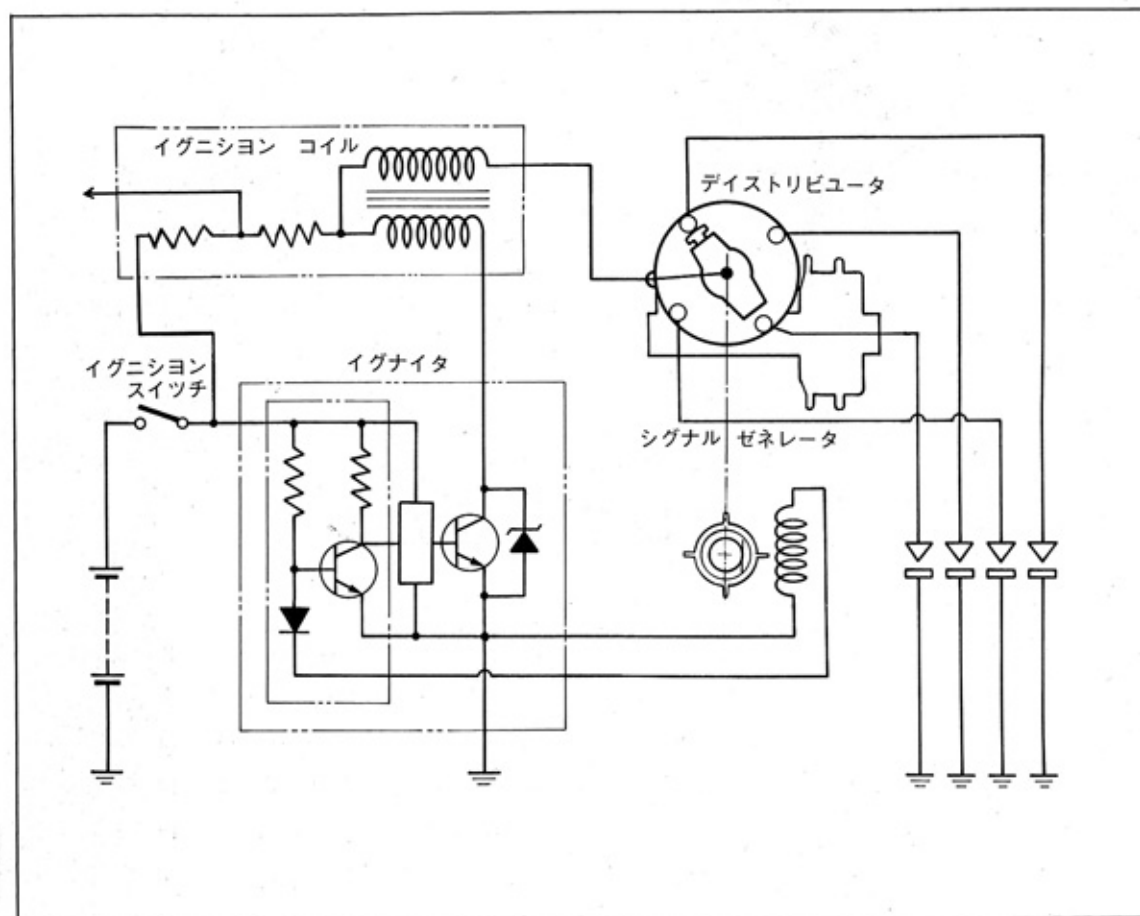 イグニシヨン コイル
デイストリビユータ
イグニシヨン
スイツチ
イグナイタ
シグナル ゼネレータ